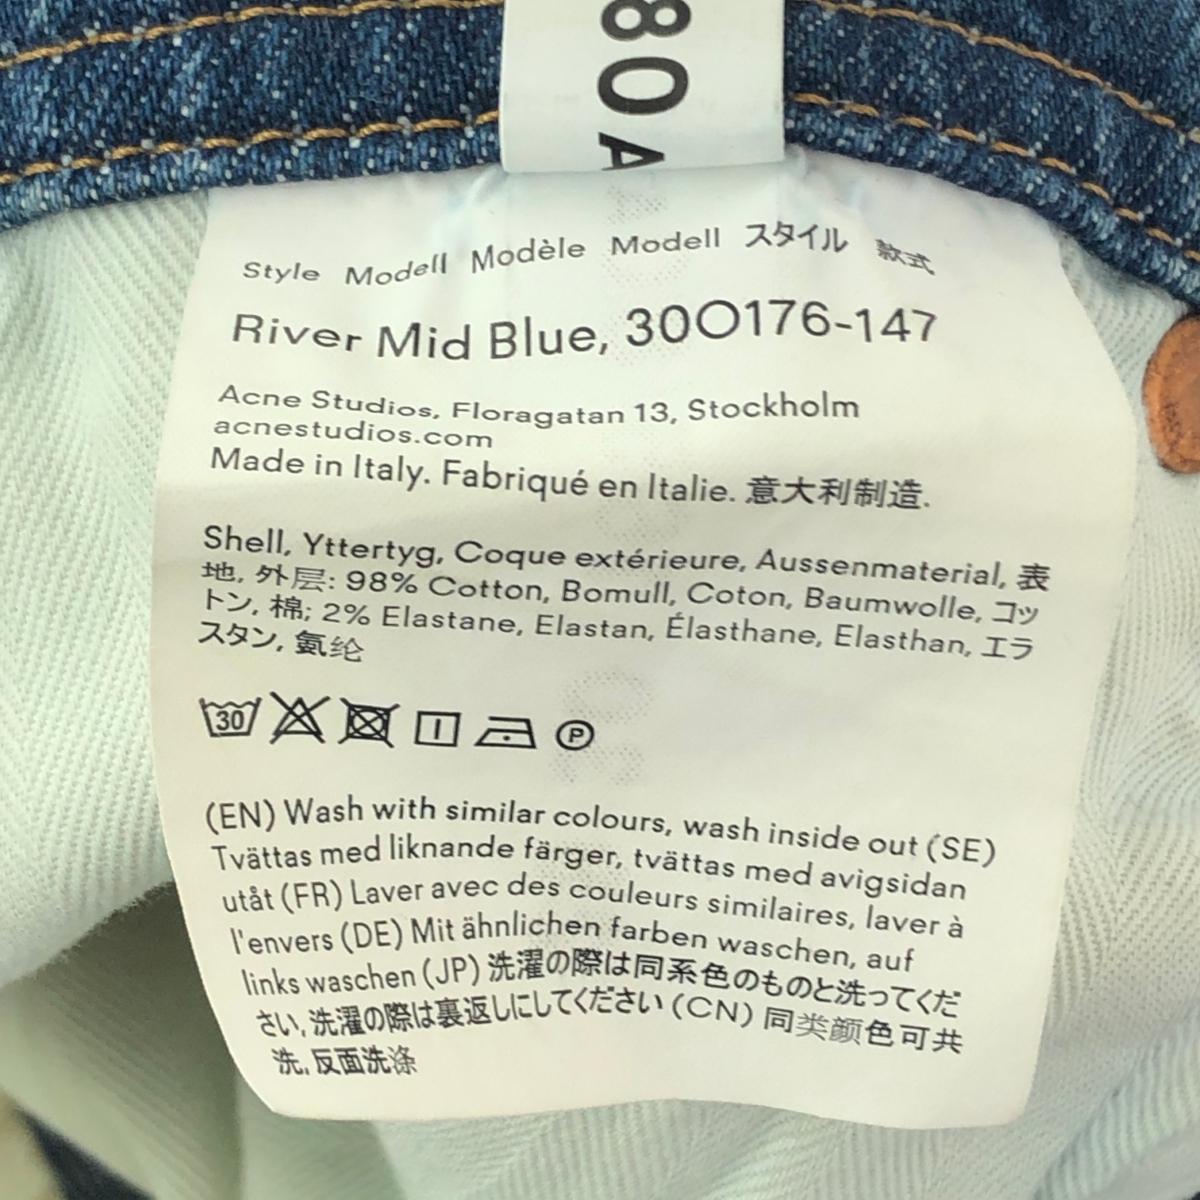 80A
Style Modell Modèle Modell スタイル 款式
River Mid Blue, 30O176-147
Acne Studios, Floragatan 13, Stockholm
acnestudios.com
Made in Italy. Fabriqué en Italie. 意大利制造.
Shell, Yttertyg, Coque extérieure, Aussenmaterial, 表
地, 外层: 98% Cotton, Bomull, Coton, Baumwolle, コッ
トン, 棉; 2% Elastane, Elastan, Élasthane, Elasthan, エラ
スタン, 氨纶
30 P
(EN) Wash with similar colours, wash inside out (SE)
Tvättas med liknande färger, tvättas med avigsidan
utåt (FR) Laver avec des couleurs similaires, laver à
l'envers (DE) Mit ähnlichen farben waschen, auf
links waschen (JP) 洗濯の際は同系色のものと洗ってくだ
さい, 洗濯の際は裏返しにしてください (CN) 同类颜色可共
洗, 反面洗涤